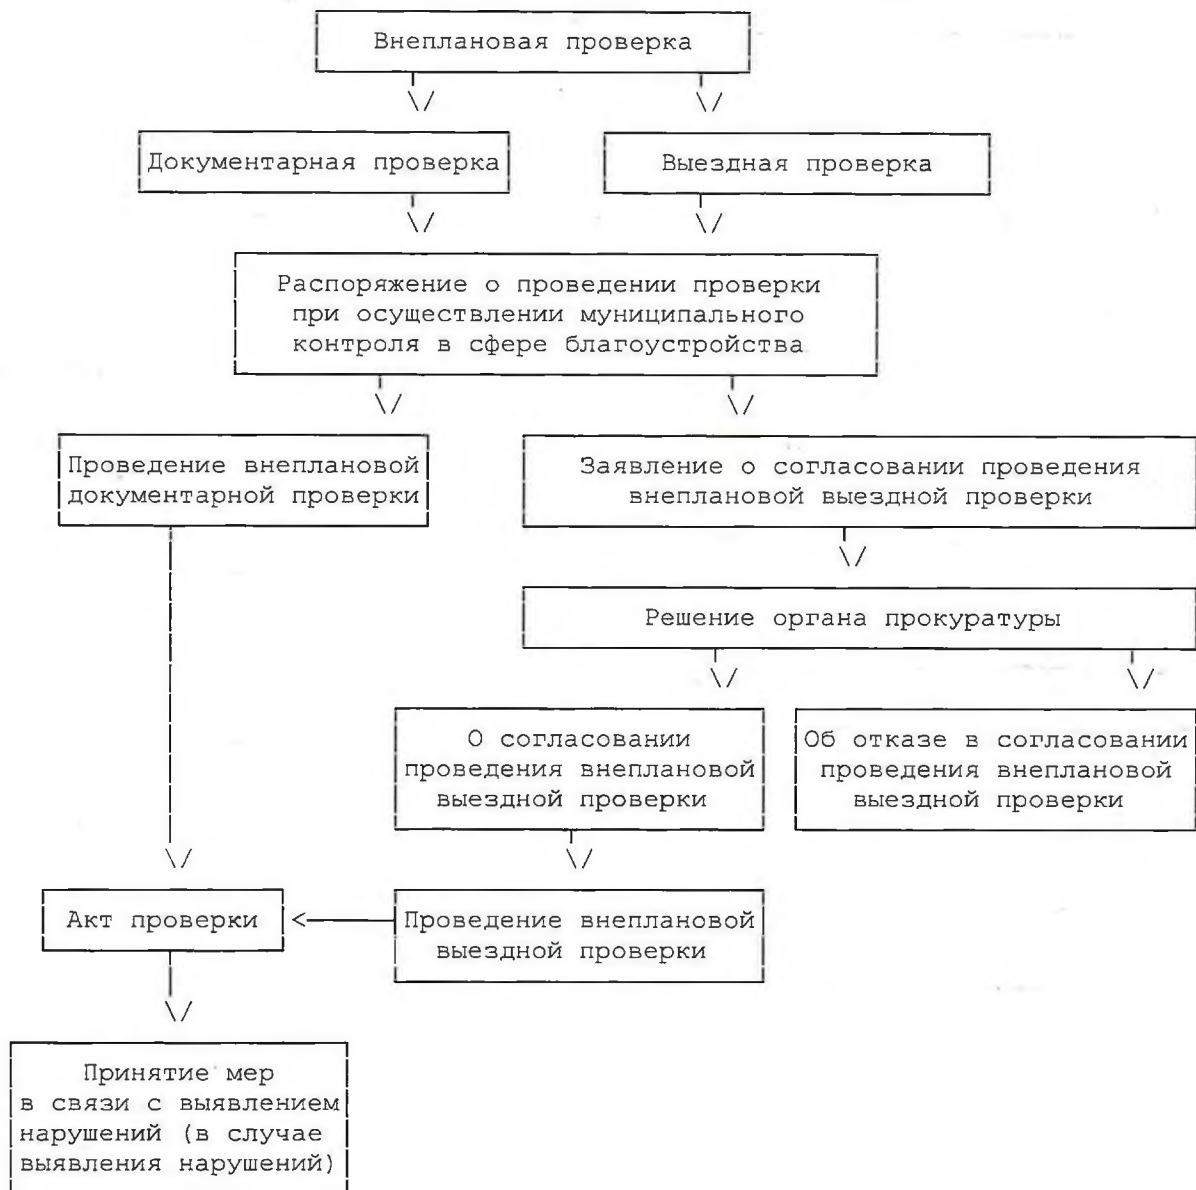 Внеплановая проверка
Документарная проверка
Выездная проверка
Распоряжение о проведении проверки
при осуществлении муниципального
контроля в сфере благоустройства
Проведение внеплановой
документарной проверки
Заявление о согласовании проведения
внеплановой выездной проверки
Решение органа прокуратуры
О согласовании
проведения внеплановой
выездной проверки
Об отказе в согласовании
проведения внеплановой
выездной проверки
Акт проверки
Проведение внеплановой
выездной проверки
Принятие мер
в связи с выявлением
нарушений (в случае
выявления нарушений)